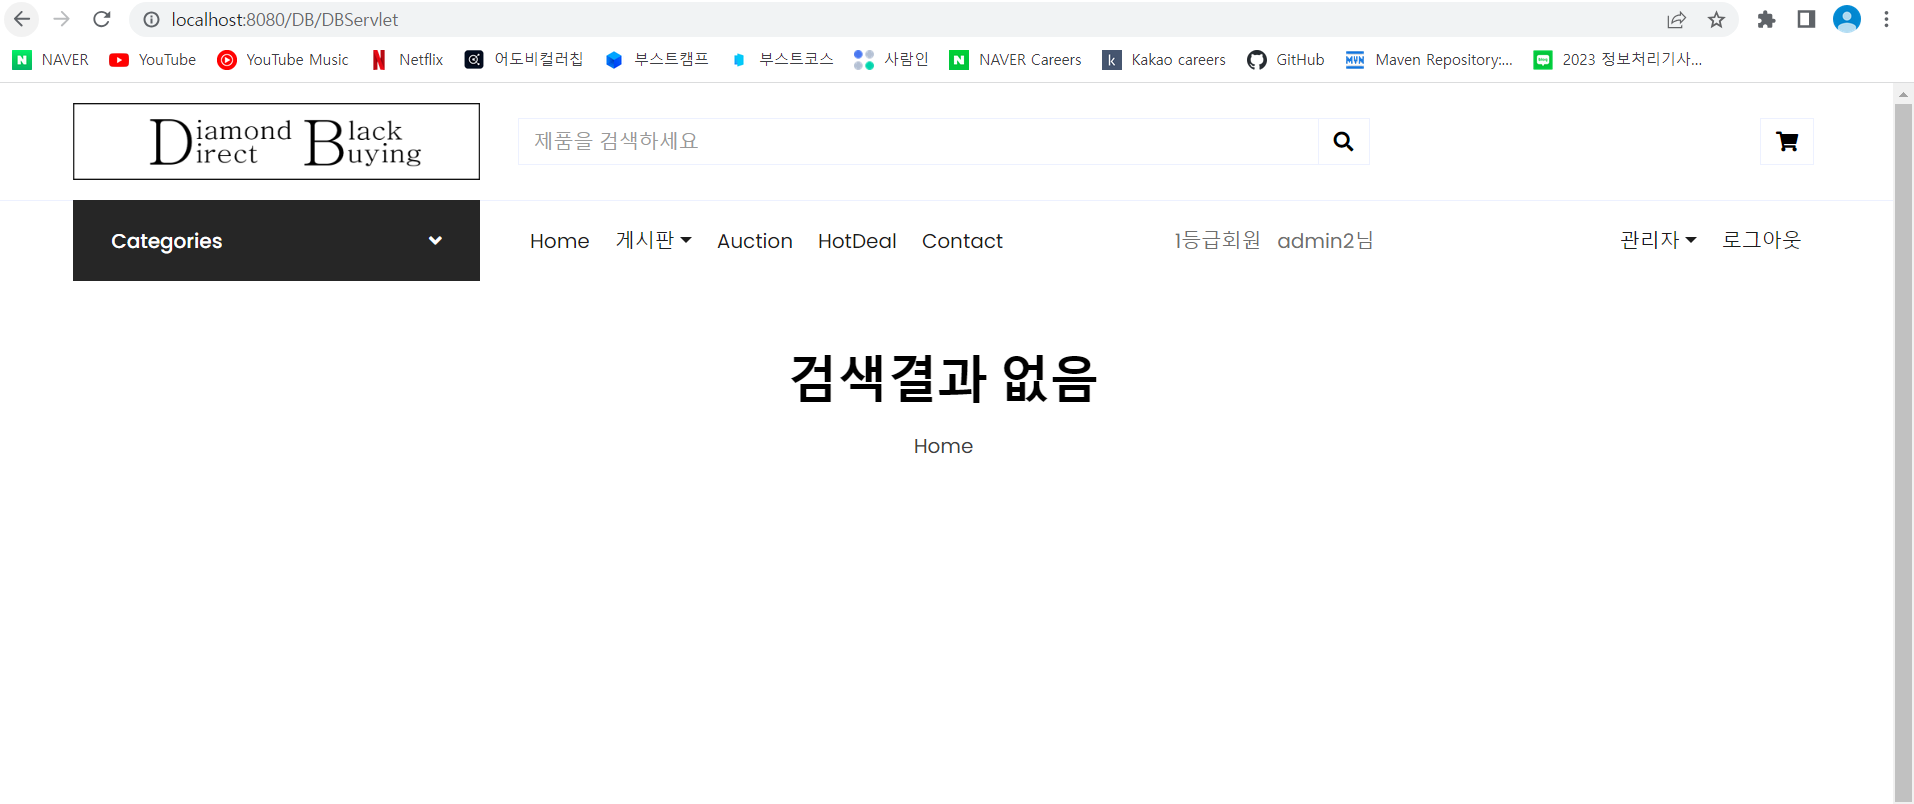 localhost:8080/DB/DBServlet
NAVER YouTube YouTube Music Netflix 어도비컬러칩 부스트캠프 부스트코스 사람인 NAVER Careers Kakao careers GitHub Maven Repository:... 2023 정보처리기사...
Diamond Black
Direct Buying
제품을 검색하세요
Categories Home 게시판 Auction HotDeal Contact 1등급회원 admin2님 관리자 로그아웃
검색결과 없음
Home